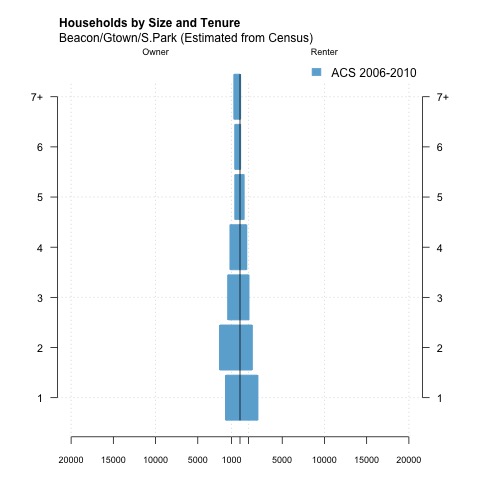 Households by Size and Tenure
Beacon/Gtown/S.Park (Estimated from Census)
Owner Renter
ACS 2006-2010
7+ 7+
6 6
5 5
4 4
3 3
2 2
1 1
20000 15000 10000 5000 1000 5000 10000 15000 20000